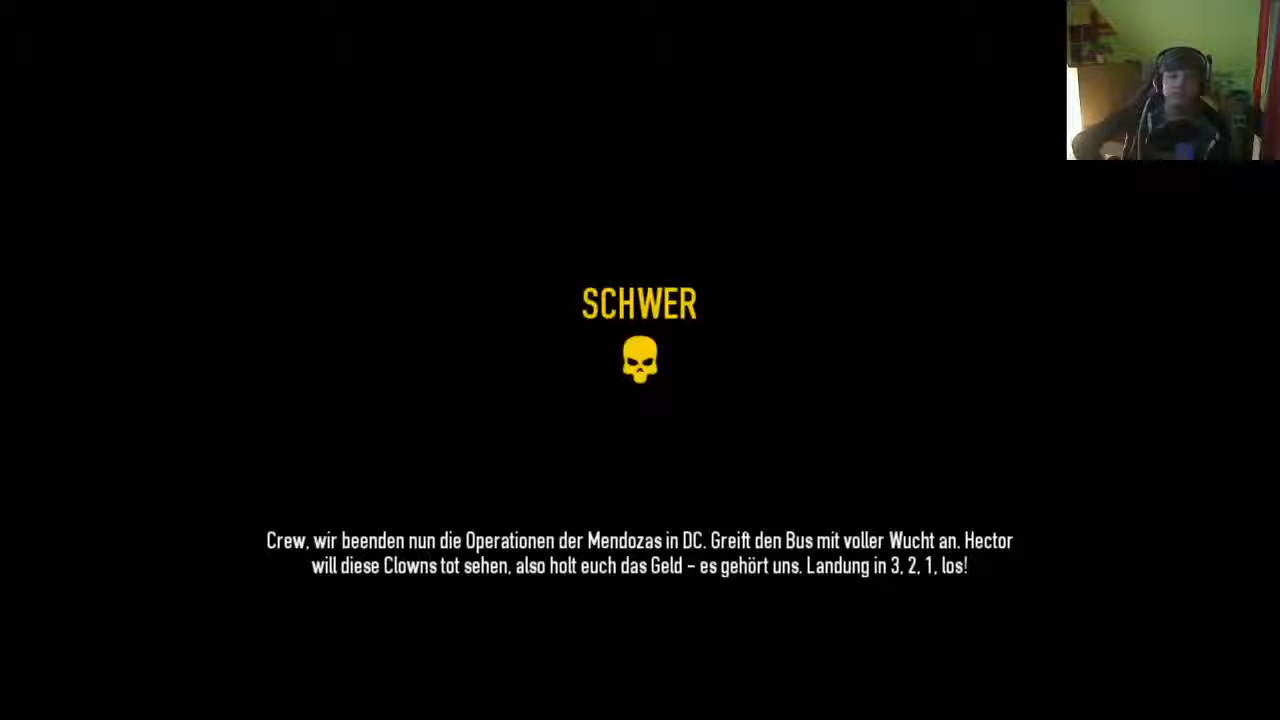 SCHWER
Crew, wir beenden nun die Operationen der Mendozas in DC. Greift den Bus mit voller Wucht an. Hector
will diese Clowns tot sehen, also holt euch das Geld - es gehört uns. Landung in 3, 2, 1, los!